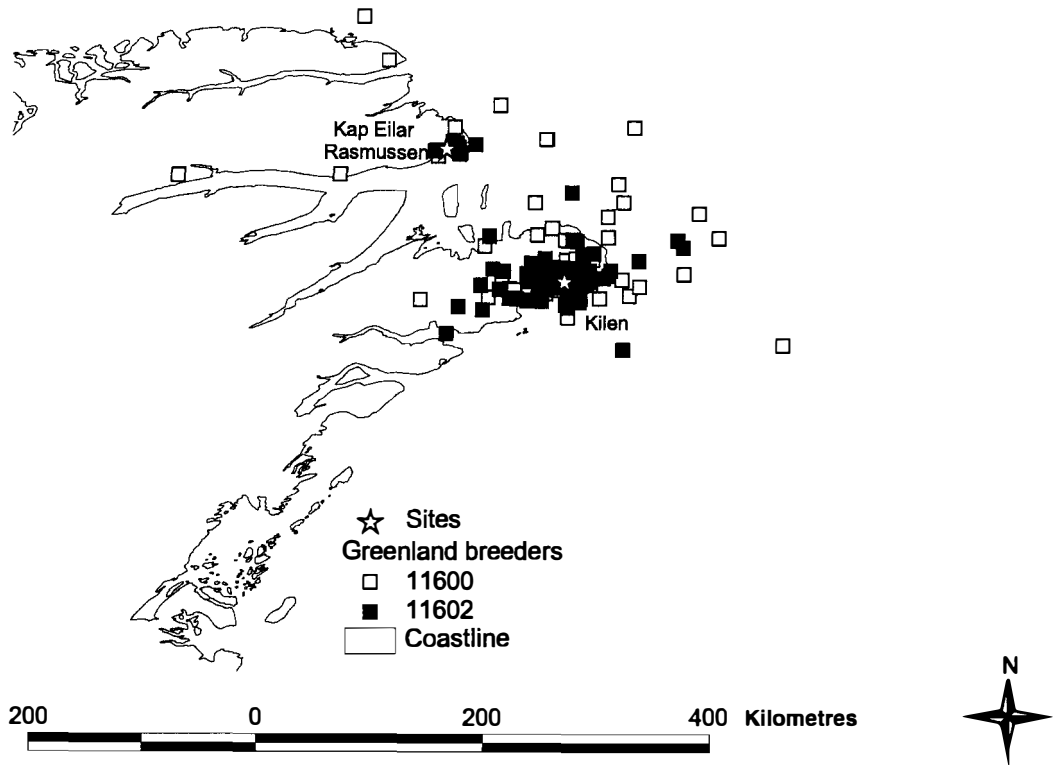 Kap Eilar
Rasmussen
Kilen
Sites
Greenland breeders
11600
11602
Coastline
N
200 0 200 400 Kilometres